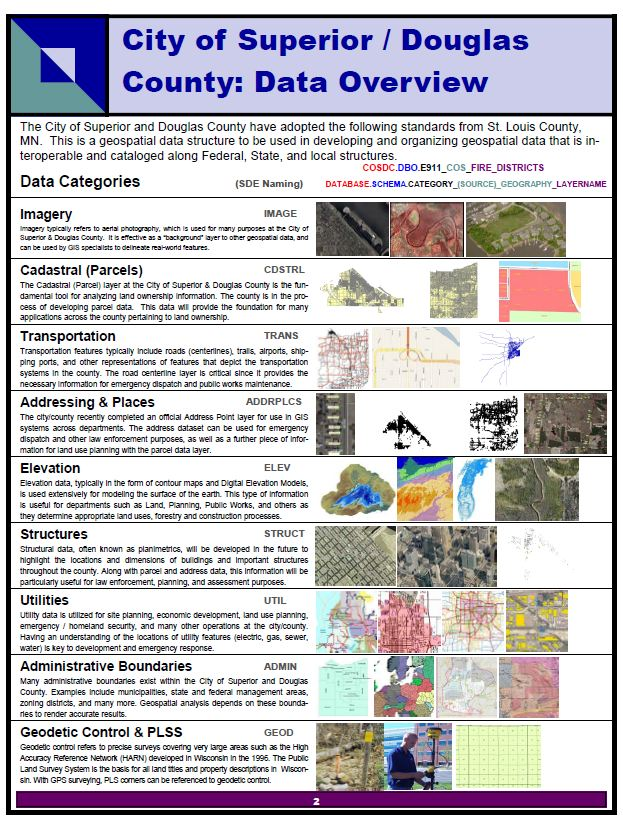 City of Superior / Douglas
County: Data Overview
The City of Superior and Douglas County have adopted the following standards from St. Louis County,
MN. This is a geospatial data structure to be used in developing and organizing geospatial data that is in-
teroperable and cataloged along Federal, State, and local structures.
COSDC.DBO.E911_COS_FIRE_DISTRICTS
Data Categories (SDE Naming) DATABASE.SCHEMA.CATEGORY_(SOURCE)_GEOGRAPHY_LAYERNAME
Imagery IMAGE
Imagery typically refers to aerial photography, which is used for many purposes at the City of
Superior & Douglas County. It is effective as a "background" layer to other geospatial data, and
can be used by GIS specialists to delineate real-world features.
Cadastral (Parcels) CDSTRL
The Cadastral (Parcel) layer at the City of Superior & Douglas County is the fun-
damental tool for analyzing land ownership information. The county is in the pro-
cess of developing parcel data. This data will provide the foundation for many
applications across the county pertaining to land ownership.
Transportation TRANS
Transportation features typically include roads (centerlines), trails, airports, ship-
ping ports, and other representations of features that depict the transportation
systems in the county. The road centerline layer is critical since it provides the
necessary information for emergency dispatch and public works maintenance.
Addressing & Places ADDRPLCS
The city/county recently completed an official Address Point layer for use in GIS
systems across departments. The address dataset can be used for emergency
dispatch and other law enforcement purposes, as well as a further piece of infor-
mation for land use planning with the parcel data layer.
Elevation ELEV
Elevation data, typically in the form of contour maps and Digital Elevation Models,
is used extensively for modeling the surface of the earth. This type of information
is useful for departments such as Land, Planning, Public Works, and others as
they determine appropriate land uses, forestry and construction processes.
Structures STRUCT
Structural data, often known as planimetrics, will be developed in the future to
highlight the locations and dimensions of buildings and important structures
throughout the county. Along with parcel and address data, this information will be
particularly useful for law enforcement, planning, and assessment purposes.
Utilities UTIL
Utility data is utilized for site planning, economic development, land use planning,
emergency / homeland security, and many other operations at the city/county.
Having an understanding of the locations of utility features (electric, gas, sewer,
water) is key to development and emergency response.
Administrative Boundaries ADMIN
Many administrative boundaries exist within the City of Superior and Douglas
County. Examples include municipalities, state and federal management areas,
zoning districts, and many more. Geospatial analysis depends on these bounda-
ries to render accurate results.
Geodetic Control & PLSS GEOD
Geodetic control refers to precise surveys covering very large areas such as the High
Accuracy Reference Network (HARN) developed in Wisconsin in the 1996. The Public
Land Survey System is the basis for all land titles and property descriptions in Wiscon-
sin. With GPS surveying, PLS corners can be referenced to geodetic control.
2